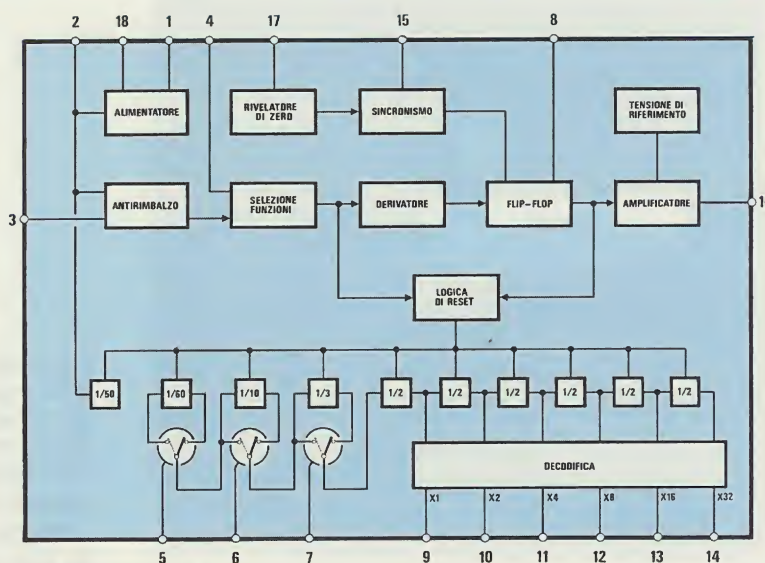 2 18 1 4 17 15 8
ALIMENTATORE
RIVELATORE
DI ZERO
SINCRONISMO
TENSIONE DI
RIFERIMENTO
3
ANTIRIMBALZO
SELEZIONE
FUNZIONI
DERIVATORE
FLIP-FLOP
AMPLIFICATORE
LOGICA
DI RESET
1/50 1/60 1/10 1/3 1/2 1/2 1/2 1/2 1/2 1/2
DECODIFICA
X1 X2 X4 X8 X16 X32
5 6 7 9 10 11 12 13 14